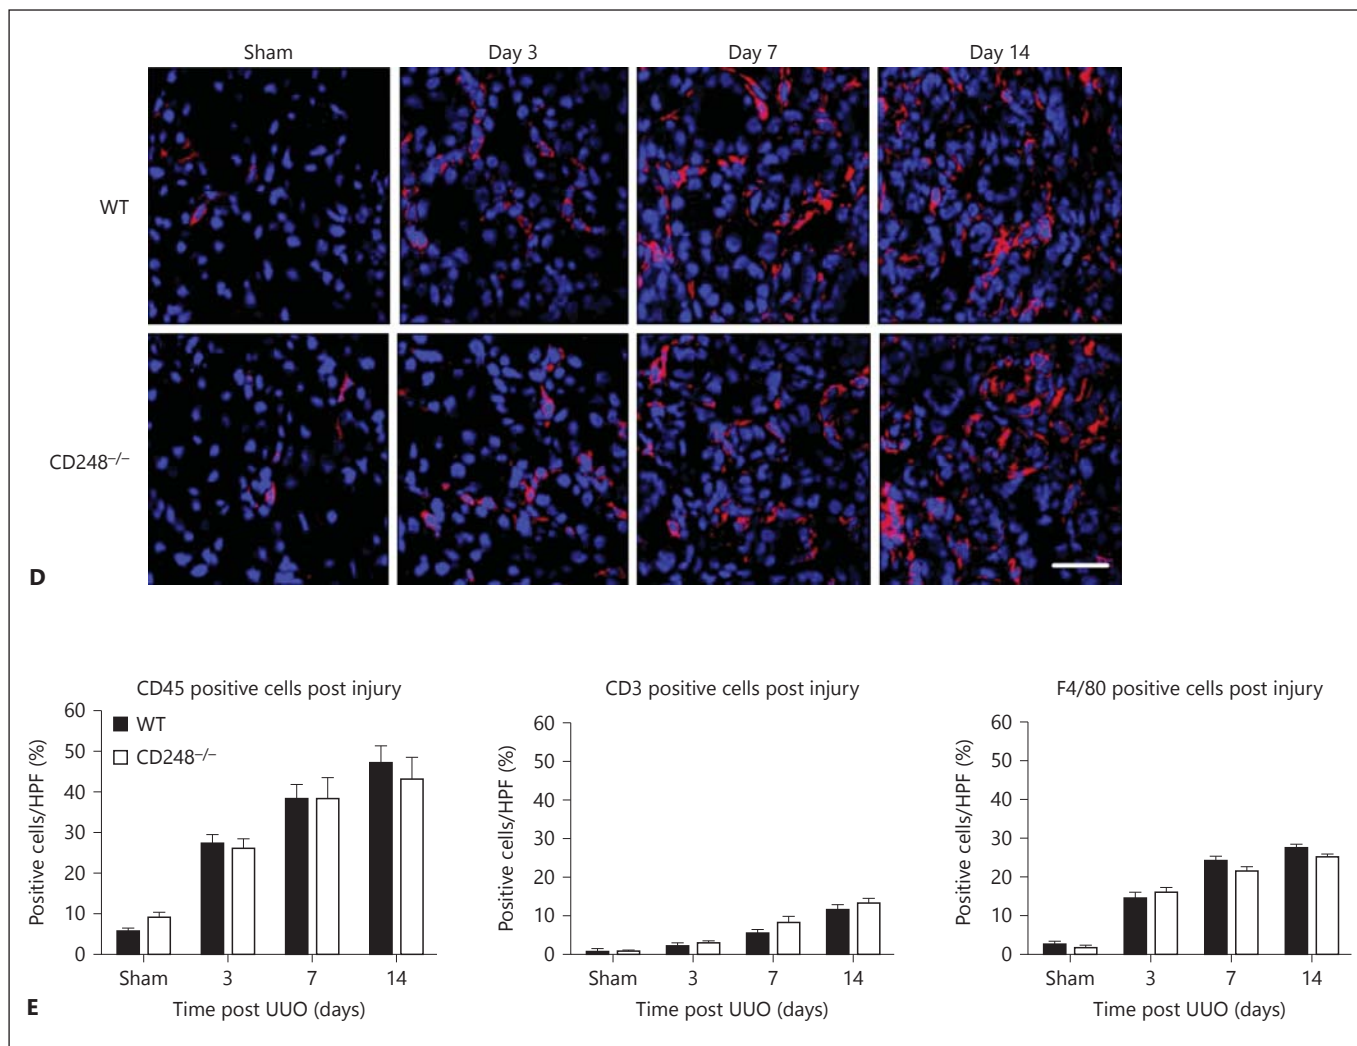 Sham Day 3 Day 7 Day 14
WT
CD248–/–
D
CD45 positive cells post injury
Positive cells/HPF (%)
60
50
40
30
20
10
0
WT
CD248–/–
Sham 3 7 14
Time post UUO (days)
CD3 positive cells post injury
Positive cells/HPF (%)
60
50
40
30
20
10
0
Sham 3 7 14
Time post UUO (days)
F4/80 positive cells post injury
Positive cells/HPF (%)
60
50
40
30
20
10
0
Sham 3 7 14
Time post UUO (days)
E